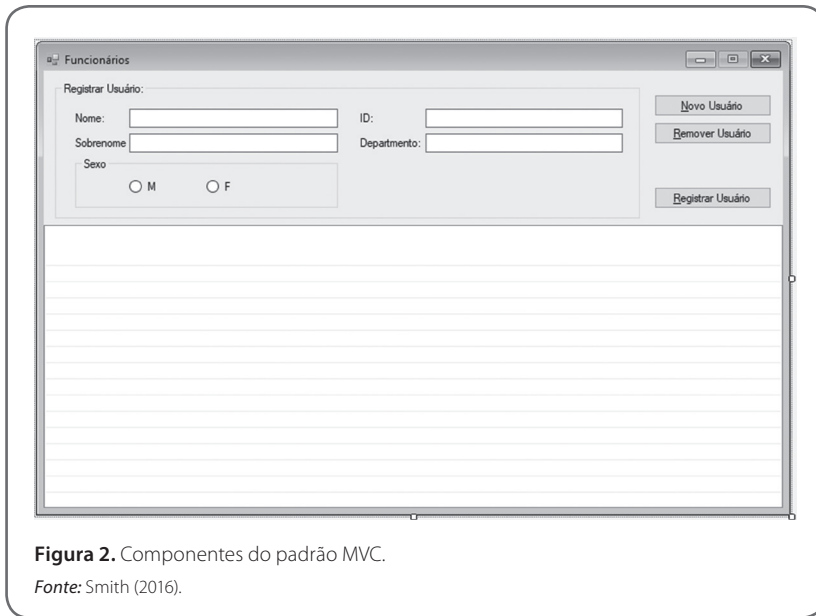 Funcionários
Registrar Usuário:
Nome:
ID:
Novo Usuário
Sobrenome
Departmento:
Remover Usuário
Sexo
M
F
Registrar Usuário
Figura 2. Componentes do padrão MVC.
Fonte: Smith (2016).